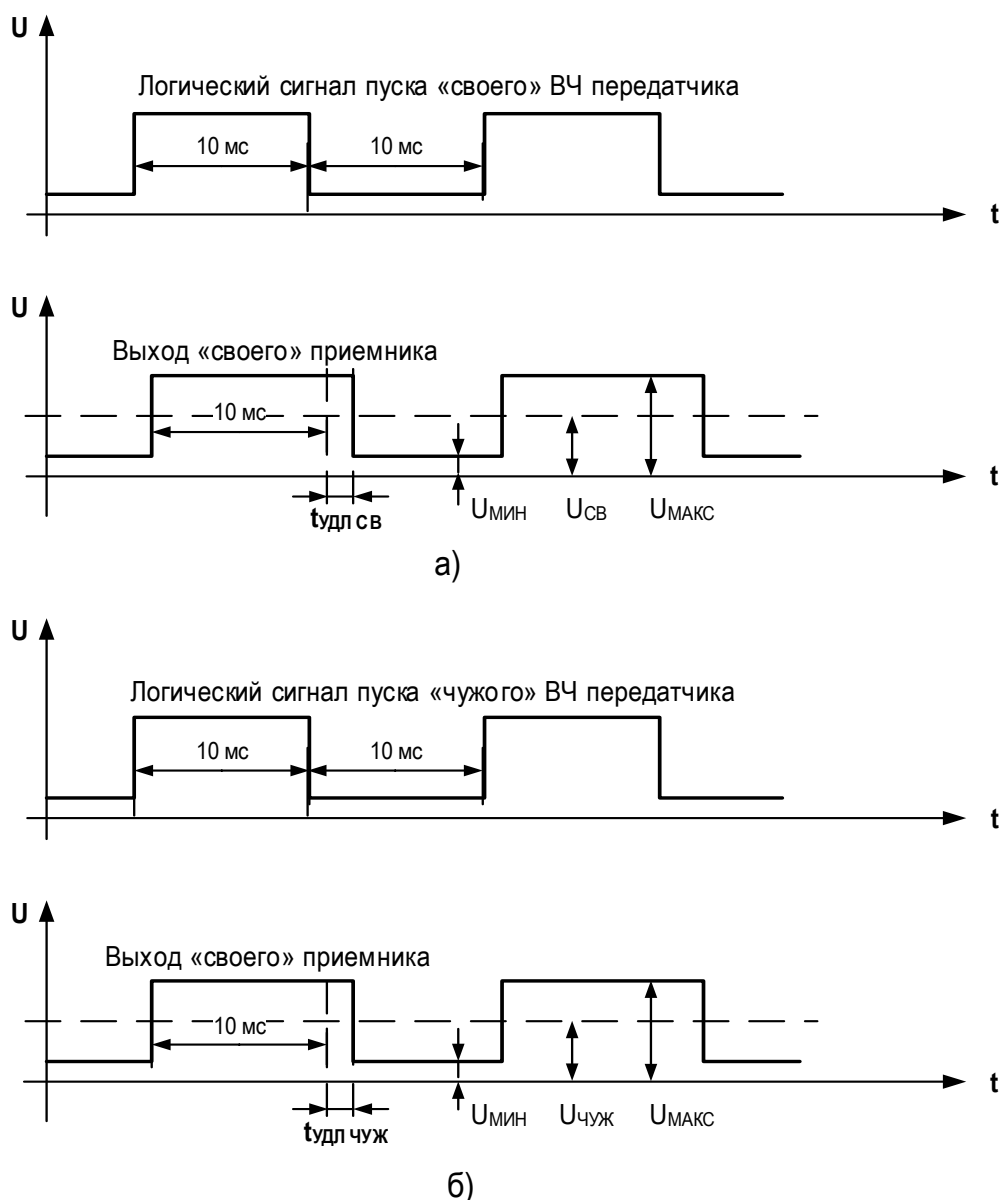 U
Логический сигнал пуска «своего» ВЧ передатчика
10 мс 10 мс
t
U
Выход «своего» приемника
10 мс
t
tУДЛ СВ UМИН UСВ UМАКС
а)
U
Логический сигнал пуска «чужого» ВЧ передатчика
10 мс 10 мс
t
U
Выход «своего» приемника
10 мс
t
tУДЛ ЧУЖ UМИН UЧУЖ UМАКС
б)